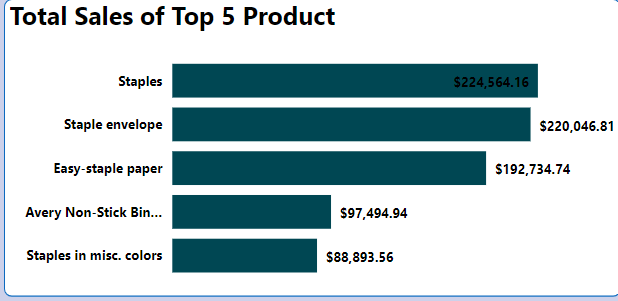 Total Sales of Top 5 Product
Staples $224,564.16
Staple envelope $220,046.81
Easy-staple paper $192,734.74
Avery Non-Stick Bin... $97,494.94
Staples in misc. colors $88,893.56